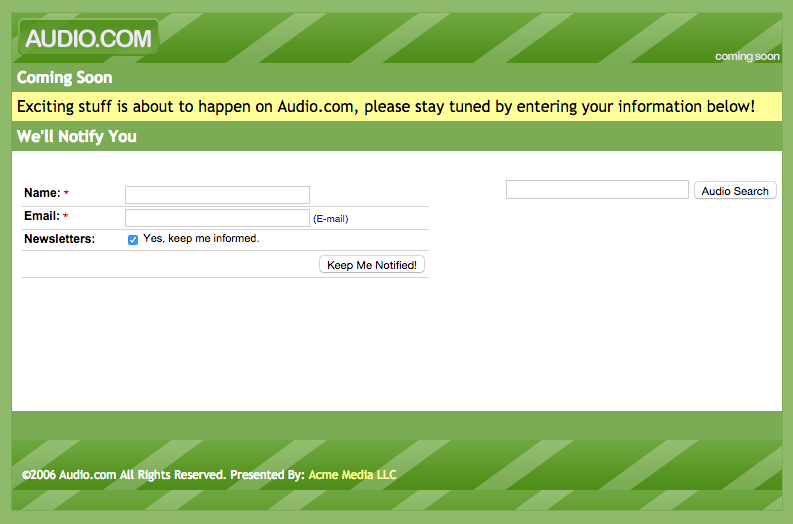 AUDIO.COM
coming soon
Coming Soon
Exciting stuff is about to happen on Audio.com, please stay tuned by entering your information below!
We'll Notify You
Name: *
Audio Search
Email: * (E-mail)
Newsletters: Yes, keep me informed.
Keep Me Notified!
©2006 Audio.com All Rights Reserved. Presented By: Acme Media LLC